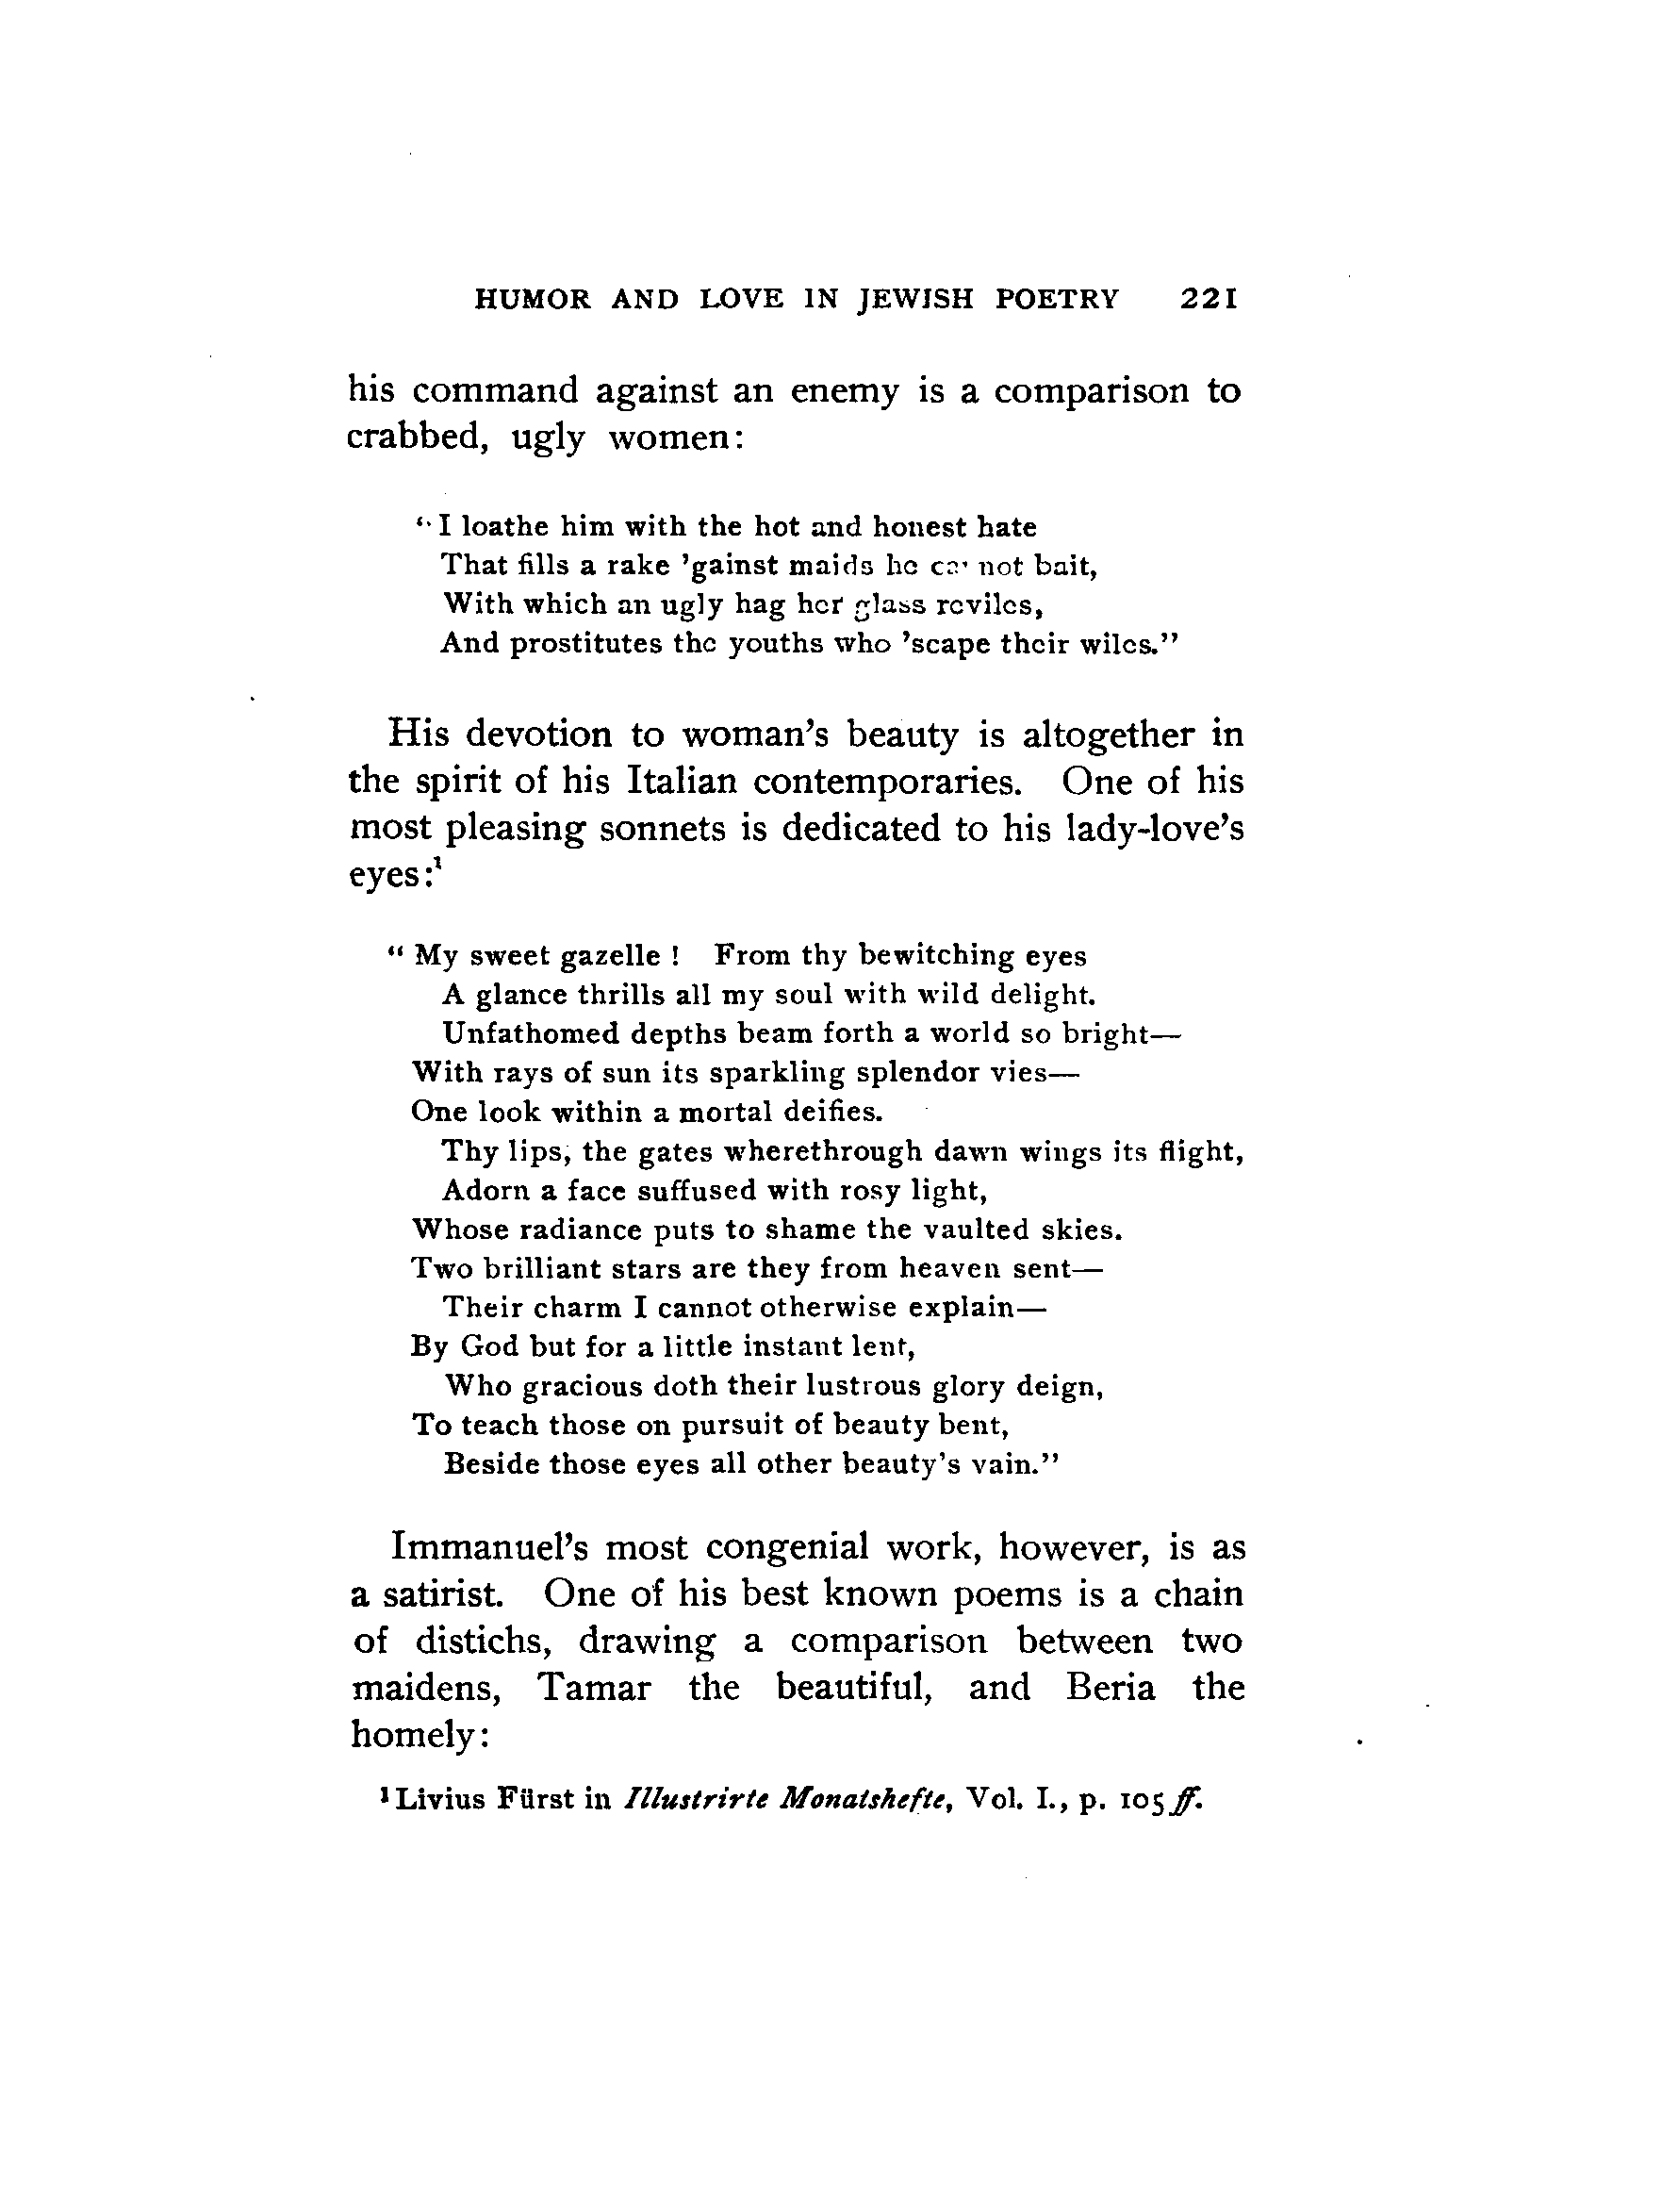 HUMOR AND LOVE IN JEWISH POETRY 221
his command against an enemy is a comparison to
crabbed, ugly women:
"I loathe him with the hot and honest hate
That fills a rake 'gainst maids he can not bait,
With which an ugly hag her glass reviles,
And prostitutes the youths who 'scape their wiles."
His devotion to woman's beauty is altogether in
the spirit of his Italian contemporaries. One of his
most pleasing sonnets is dedicated to his lady-love's
eyes:¹
"My sweet gazelle! From thy bewitching eyes
A glance thrills all my soul with wild delight.
Unfathomed depths beam forth a world so bright—
With rays of sun its sparkling splendor vies—
One look within a mortal deifies.
Thy lips, the gates wherethrough dawn wings its flight,
Adorn a face suffused with rosy light,
Whose radiance puts to shame the vaulted skies.
Two brilliant stars are they from heaven sent—
Their charm I cannot otherwise explain—
By God but for a little instant lent,
Who gracious doth their lustrous glory deign,
To teach those on pursuit of beauty bent,
Beside those eyes all other beauty's vain."
Immanuel's most congenial work, however, is as
a satirist. One of his best known poems is a chain
of distichs, drawing a comparison between two
maidens, Tamar the beautiful, and Beria the
homely:
¹Livius Fürst in Illustrirte Monatshefte, Vol. I., p. 105ff.